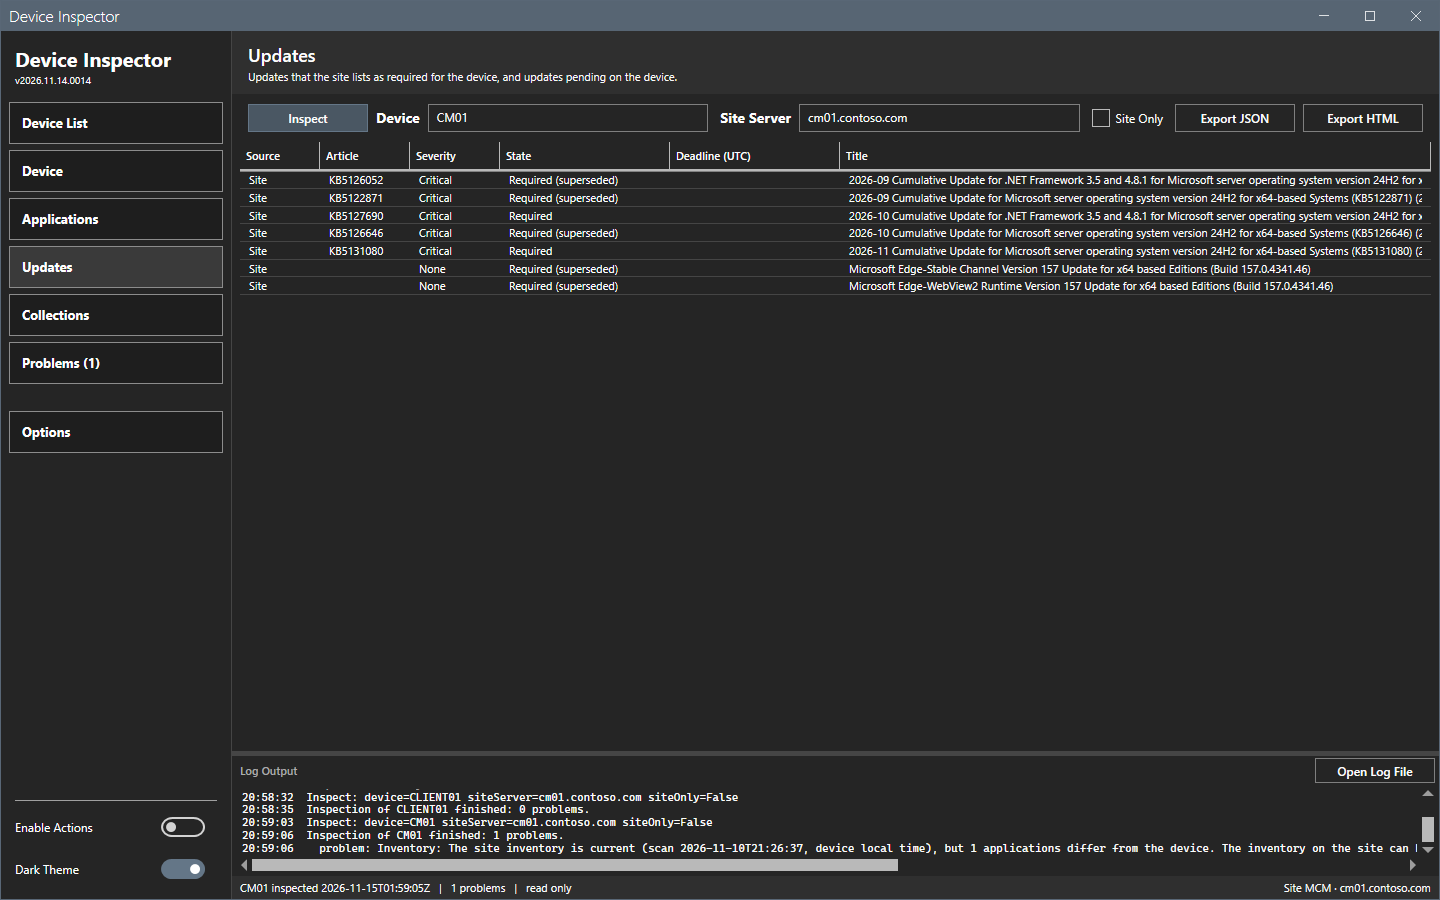 Device Inspector
Device Inspector
v2026.11.14.0014
Device List
Device
Applications
Updates
Collections
Problems (1)
Options
Enable Actions
Dark Theme
Updates
Updates that the site lists as required for the device, and updates pending on the device.
Inspect Device CM01 Site Server cm01.contoso.com Site Only Export JSON Export HTML
Source Article Severity State Deadline (UTC) Title
Site KB5126052 Critical Required (superseded) 2026-09 Cumulative Update for .NET Framework 3.5 and 4.8.1 for Microsoft server operating system version 24H2 for x
Site KB5122871 Critical Required (superseded) 2026-09 Cumulative Update for Microsoft server operating system version 24H2 for x64-based Systems (KB5122871) (2
Site KB5127690 Critical Required 2026-10 Cumulative Update for .NET Framework 3.5 and 4.8.1 for Microsoft server operating system version 24H2 for x
Site KB5126646 Critical Required (superseded) 2026-10 Cumulative Update for Microsoft server operating system version 24H2 for x64-based Systems (KB5126646) (2
Site KB5131080 Critical Required 2026-11 Cumulative Update for Microsoft server operating system version 24H2 for x64-based Systems (KB5131080) (2
Site None Required (superseded) Microsoft Edge-Stable Channel Version 157 Update for x64 based Editions (Build 157.0.4341.46)
Site None Required (superseded) Microsoft Edge-WebView2 Runtime Version 157 Update for x64 based Editions (Build 157.0.4341.46)
Log Output
Open Log File
20:58:32 Inspect: device=CLIENT01 siteServer=cm01.contoso.com siteOnly=False
20:58:35 Inspection of CLIENT01 finished: 0 problems.
20:59:03 Inspect: device=CM01 siteServer=cm01.contoso.com siteOnly=False
20:59:06 Inspection of CM01 finished: 1 problems.
20:59:06 problem: Inventory: The site inventory is current (scan 2026-11-10T21:26:37, device local time), but 1 applications differ from the device. The inventory on the site can
CM01 inspected 2026-11-15T01:59:05Z | 1 problems | read only
Site MCM · cm01.contoso.com